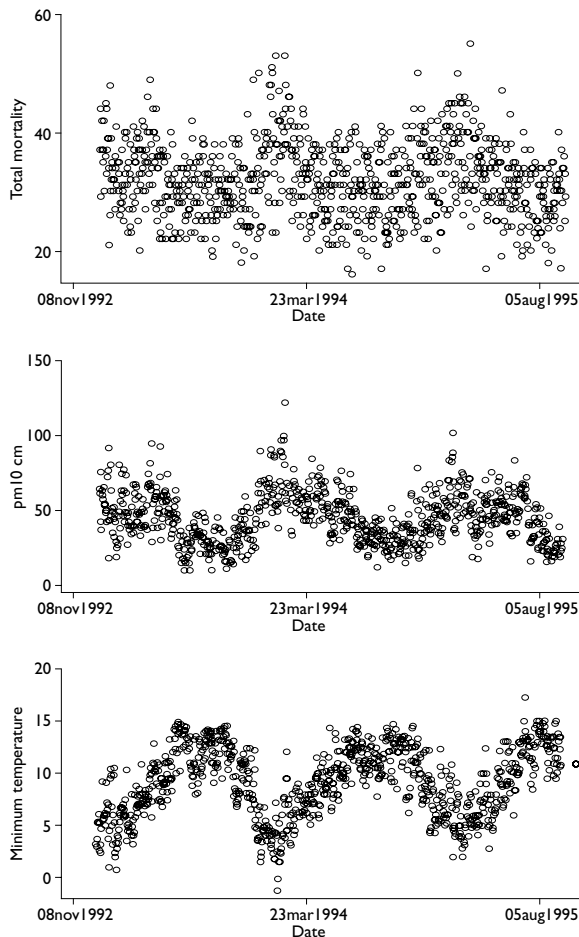 60
40
20
Total mortality
08nov1992 23mar1994 05aug1995
Date
150
100
50
0
pm10 cm
08nov1992 23mar1994 05aug1995
Date
20
15
10
5
0
Minimum temperature
08nov1992 23mar1994 05aug1995
Date